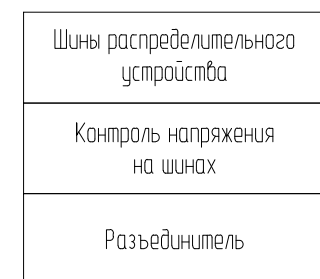 Шины распределительного
устройства
Контроль напряжения
на шинах
Разъединитель